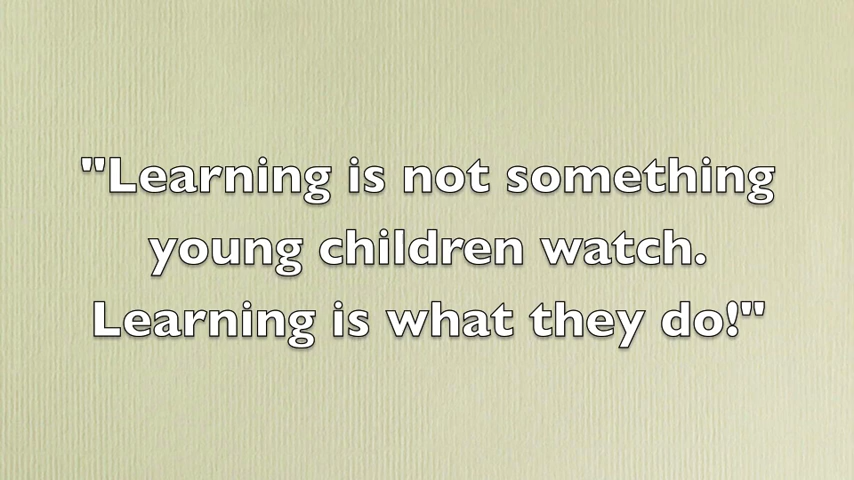 "Learning is not something
young children watch.
Learning is what they do!"